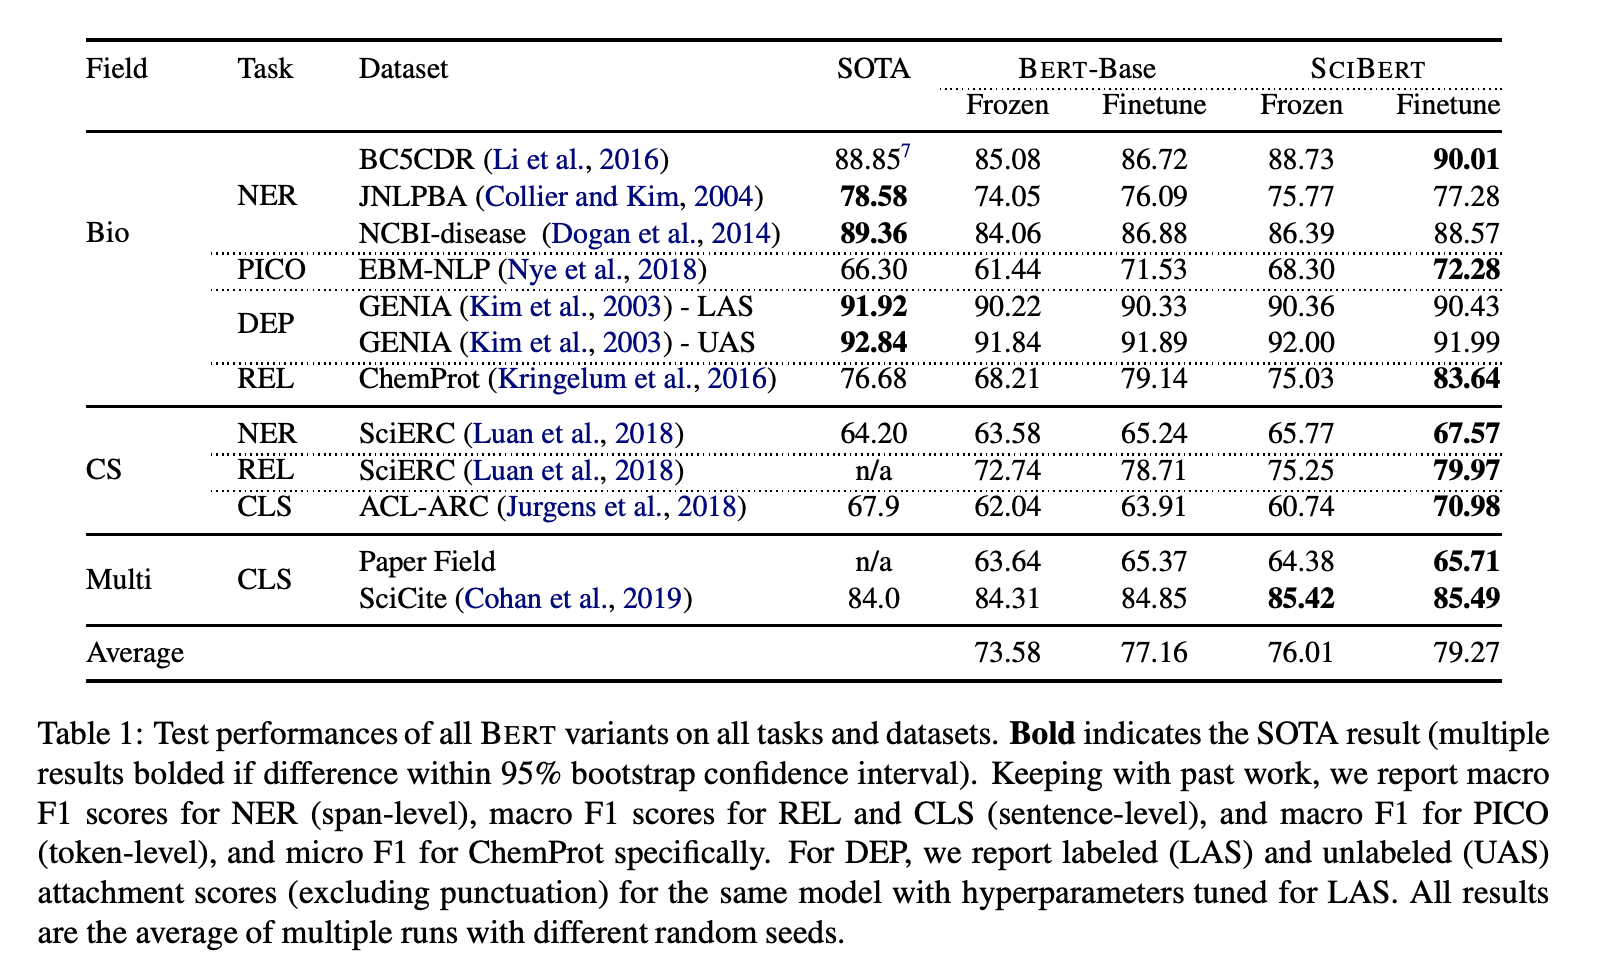 Field Task Dataset SOTA BERT-Base SCIBERT
Frozen Finetune Frozen Finetune
BC5CDR (Li et al., 2016) 88.85⁷ 85.08 86.72 88.73 90.01
NER JNLPBA (Collier and Kim, 2004) 78.58 74.05 76.09 75.77 77.28
Bio NCBI-disease (Dogan et al., 2014) 89.36 84.06 86.88 86.39 88.57
PICO EBM-NLP (Nye et al., 2018) 66.30 61.44 71.53 68.30 72.28
DEP GENIA (Kim et al., 2003) - LAS 91.92 90.22 90.33 90.36 90.43
GENIA (Kim et al., 2003) - UAS 92.84 91.84 91.89 92.00 91.99
REL ChemProt (Kringelum et al., 2016) 76.68 68.21 79.14 75.03 83.64
NER SciERC (Luan et al., 2018) 64.20 63.58 65.24 65.77 67.57
CS REL SciERC (Luan et al., 2018) n/a 72.74 78.71 75.25 79.97
CLS ACL-ARC (Jurgens et al., 2018) 67.9 62.04 63.91 60.74 70.98
Multi CLS Paper Field n/a 63.64 65.37 64.38 65.71
SciCite (Cohan et al., 2019) 84.0 84.31 84.85 85.42 85.49
Average 73.58 77.16 76.01 79.27
Table 1: Test performances of all BERT variants on all tasks and datasets. Bold indicates the SOTA result (multiple
results bolded if difference within 95% bootstrap confidence interval). Keeping with past work, we report macro
F1 scores for NER (span-level), macro F1 scores for REL and CLS (sentence-level), and macro F1 for PICO
(token-level), and micro F1 for ChemProt specifically. For DEP, we report labeled (LAS) and unlabeled (UAS)
attachment scores (excluding punctuation) for the same model with hyperparameters tuned for LAS. All results
are the average of multiple runs with different random seeds.